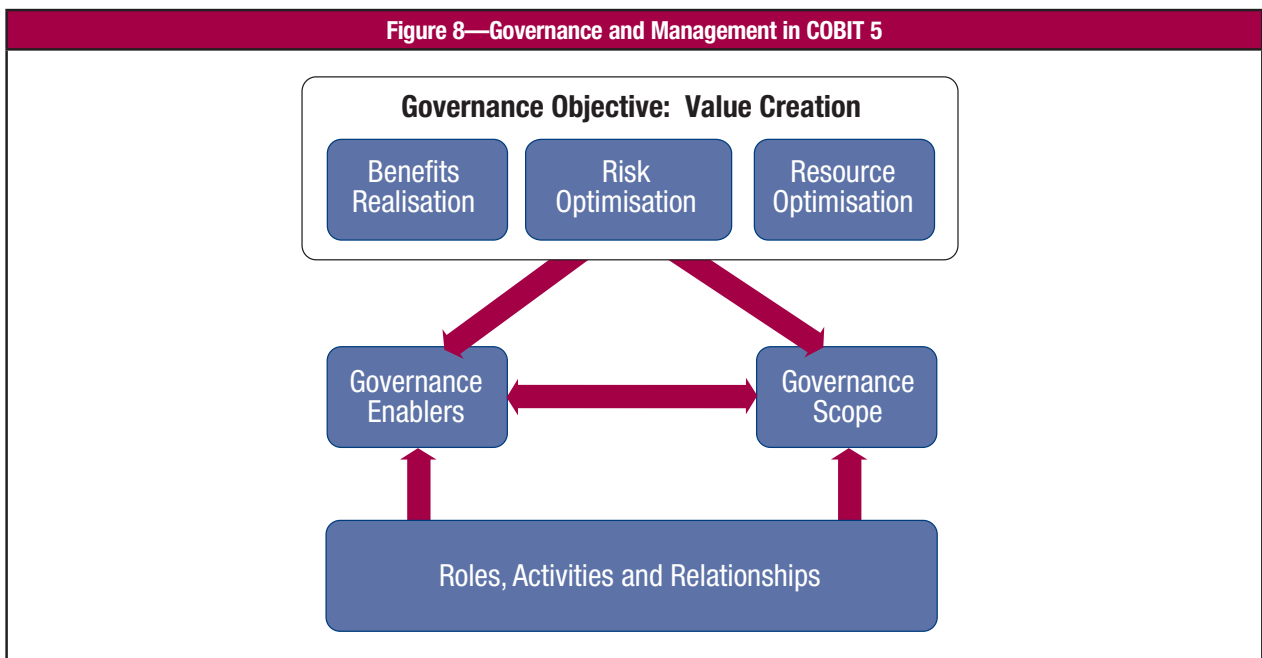 Figure 8—Governance and Management in COBIT 5
Governance Objective: Value Creation
Benefits
Realisation
Risk
Optimisation
Resource
Optimisation
Governance
Enablers
Governance
Scope
Roles, Activities and Relationships